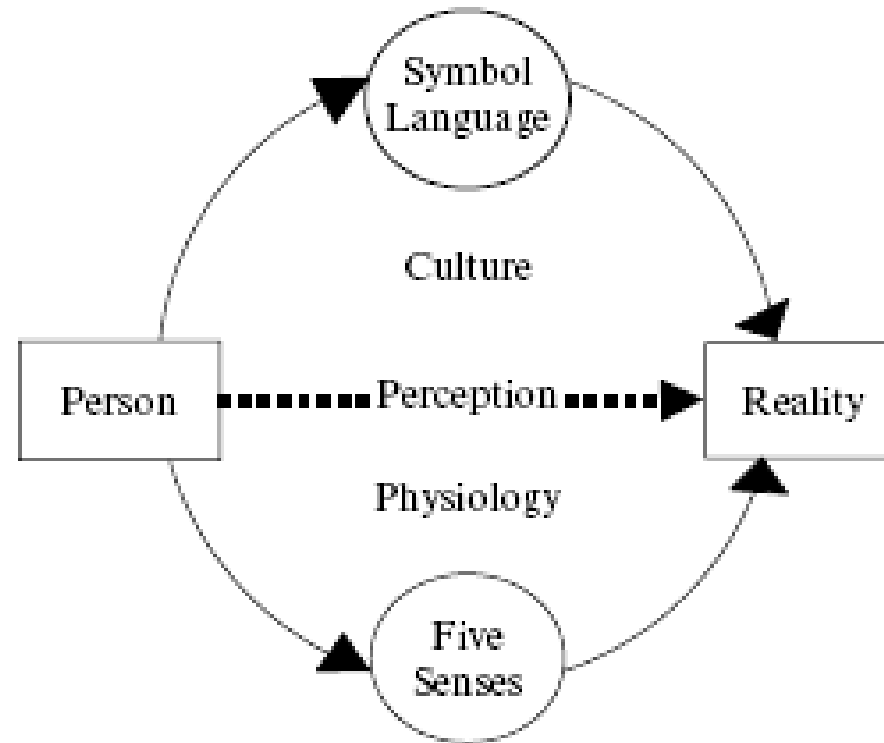 Symbol
Language
Culture
Person
Perception
Reality
Physiology
Five
Senses